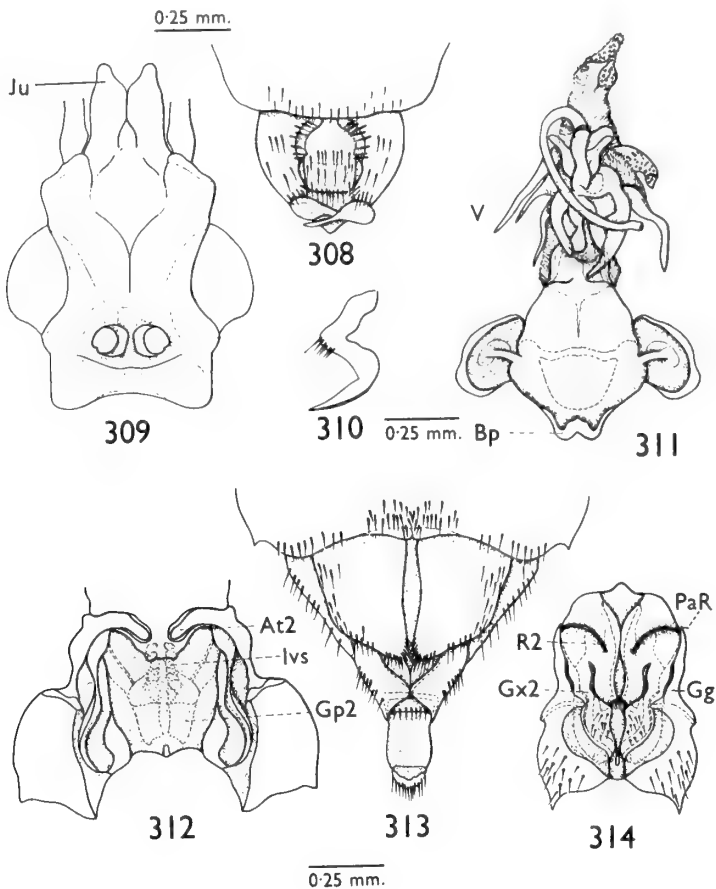 0·25 mm.
Ju
308
V
309
310
0·25 mm.
Bp
311
At2
Ivs
Gp2
312
313
PaR
R2
Gx2
Gg
314
0·25 mm.